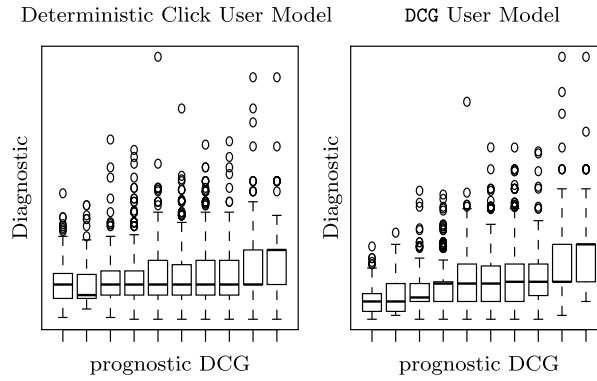 Deterministic Click User Model
DCG User Model
Diagnostic
Diagnostic
prognostic DCG
prognostic DCG